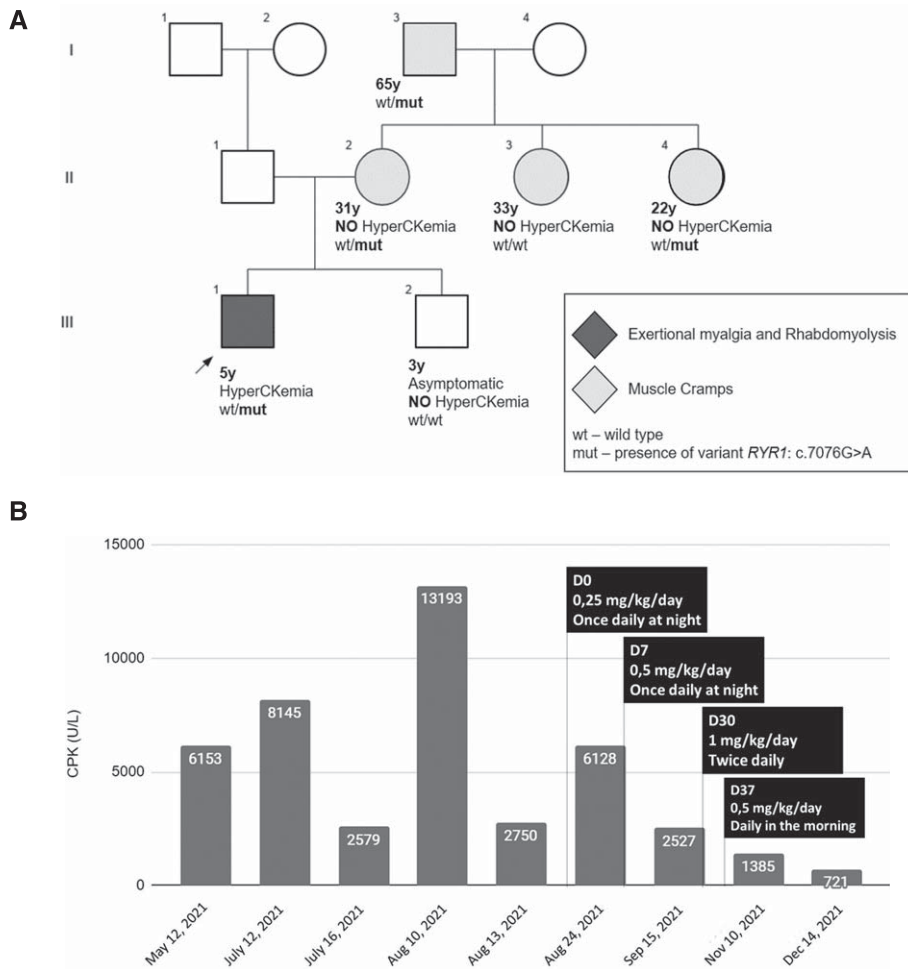 A
1
2
3
4
I
65y
wt/mut
1
2
3
4
II
31y
NO HyperCKemia
wt/mut
33y
NO HyperCKemia
wt/wt
22y
NO HyperCKemia
wt/mut
1
2
III
5y
HyperCKemia
wt/mut
3y
Asymptomatic
NO HyperCKemia
wt/wt
Exertional myalgia and Rhabdomyolysis
Muscle Cramps
wt – wild type
mut – presence of variant RYR1: c.7076G>A
B
CPK (U/L)
15000
10000
5000
0
6153
8145
2579
13193
2750
6128
2527
1385
721
D0
0,25 mg/kg/day
Once daily at night
D7
0,5 mg/kg/day
Once daily at night
D30
1 mg/kg/day
Twice daily
D37
0,5 mg/kg/day
Daily in the morning
May 12, 2021
July 12, 2021
July 16, 2021
Aug 10, 2021
Aug 13, 2021
Aug 24, 2021
Sep 15, 2021
Nov 10, 2021
Dec 14, 2021